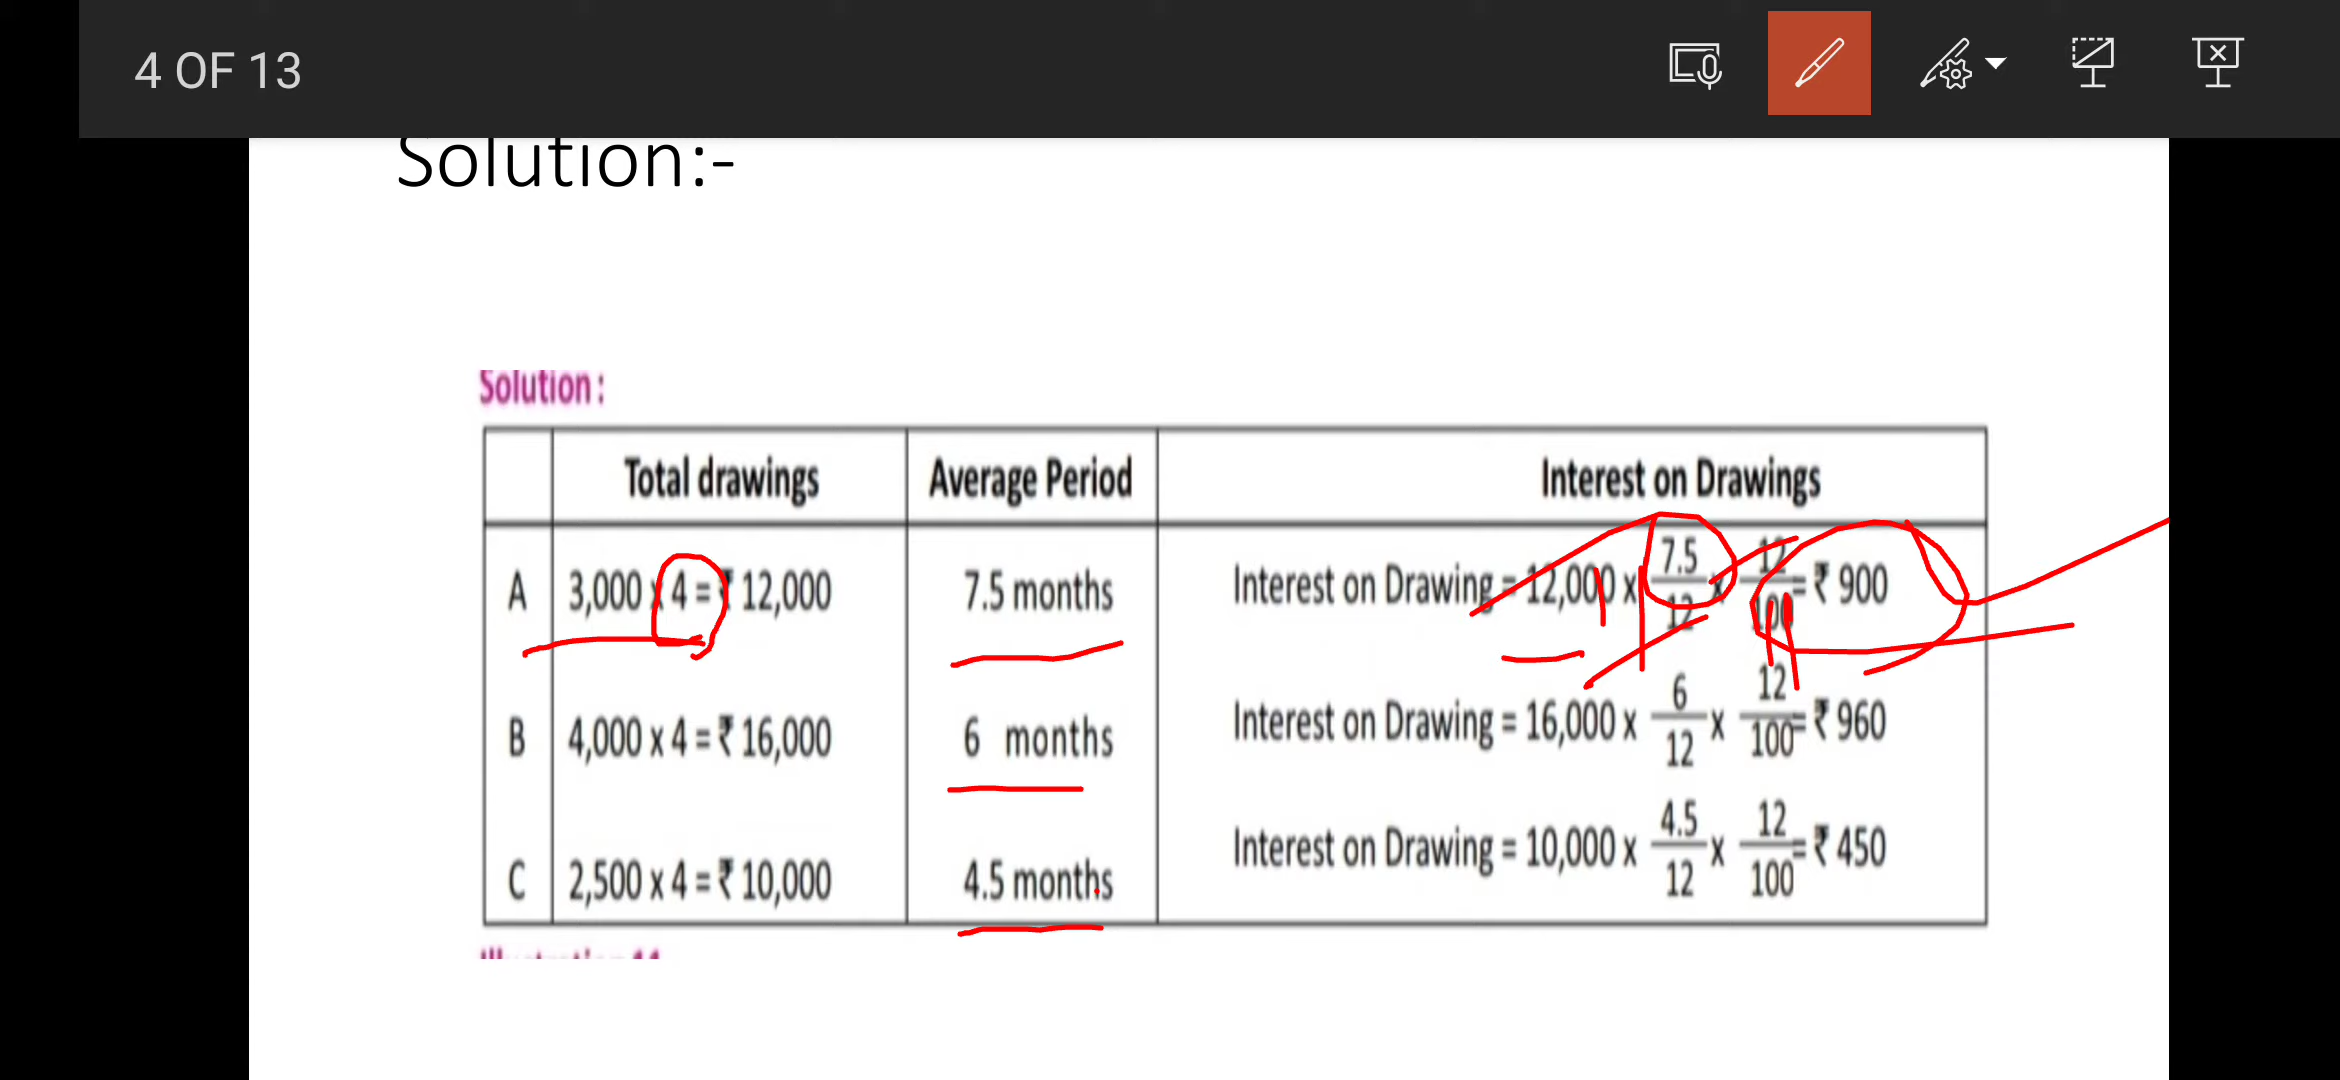 4 OF 13
Solution:-
Solution :
Total drawings Average Period Interest on Drawings
A 3,000 x 4 = ₹ 12,000 7.5 months Interest on Drawing = 12,000 x 7.5/12 x 12/100 = ₹ 900
B 4,000 x 4 = ₹ 16,000 6 months Interest on Drawing = 16,000 x 6/12 x 12/100 = ₹ 960
C 2,500 x 4 = ₹ 10,000 4.5 months Interest on Drawing = 10,000 x 4.5/12 x 12/100 = ₹ 450